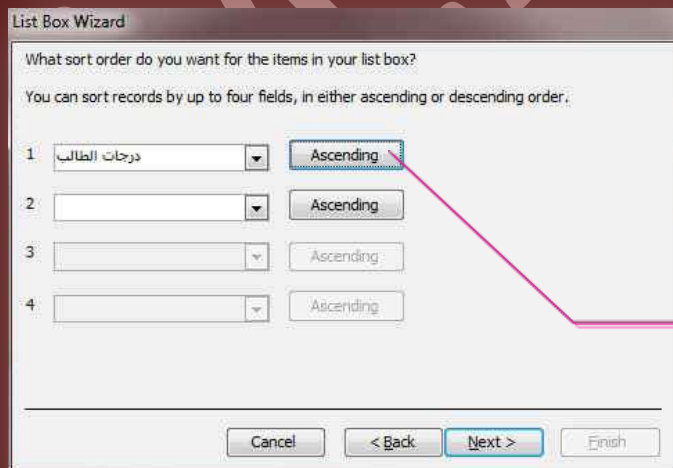 List Box Wizard
What sort order do you want for the items in your list box?
You can sort records by up to four fields, in either ascending or descending order.
1 درجات الطالب Ascending
2 Ascending
3 Ascending
4 Ascending
Cancel < Back Next > Finish